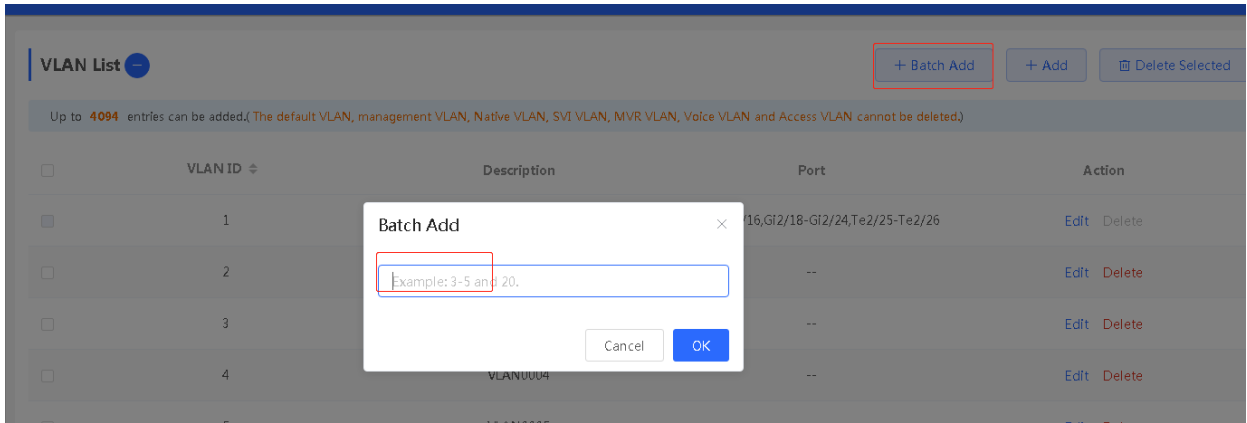 VLAN List
+ Batch Add
+ Add
Delete Selected
Up to 4094 entries can be added.( The default VLAN, management VLAN, Native VLAN, SVI VLAN, MVR VLAN, Voice VLAN and Access VLAN cannot be deleted.)
VLAN ID Description Port Action
1 /16,Gi2/18-Gi2/24,Te2/25-Te2/26 Edit Delete
Batch Add
Example: 3-5 and 20.
Cancel OK
2 -- Edit Delete
3 -- Edit Delete
4 VLAN0004 -- Edit Delete